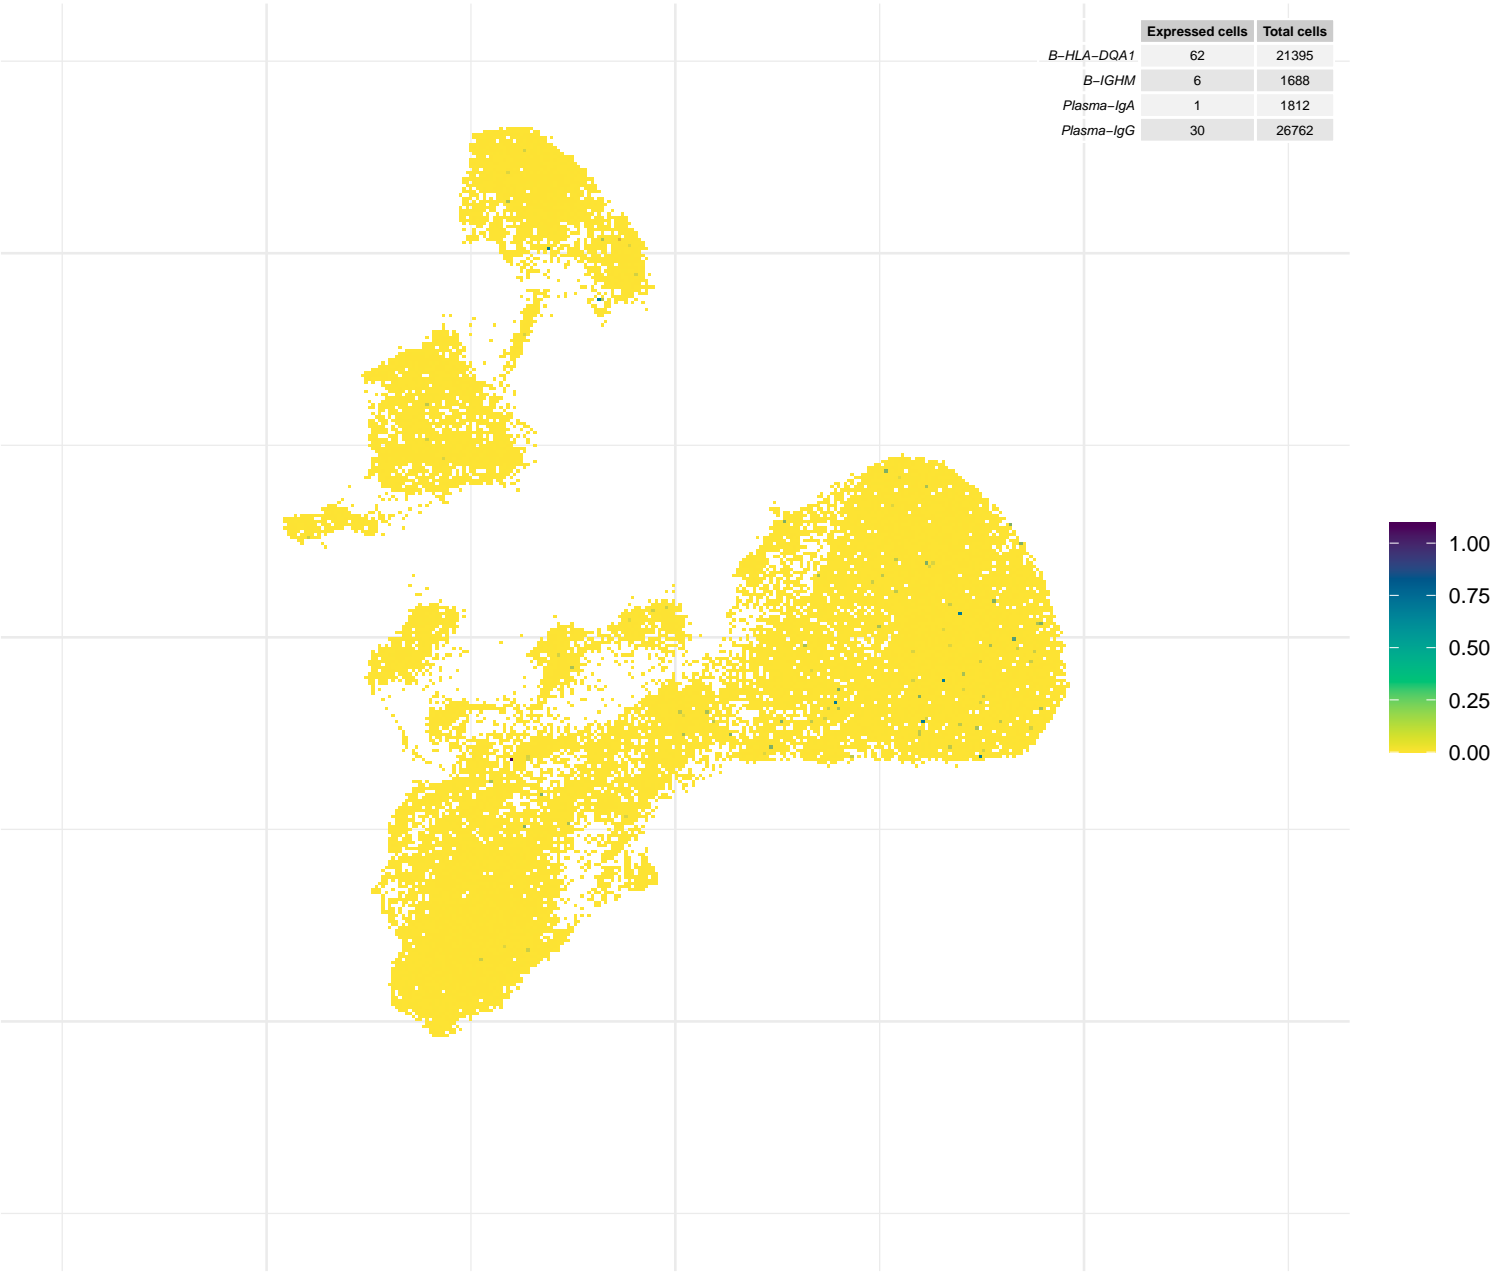 Expressed cells Total cells
B−HLA−DQA1 62 21395
B−IGHM 6 1688
Plasma−IgA 1 1812
Plasma−IgG 30 26762
1.00
0.75
0.50
0.25
0.00